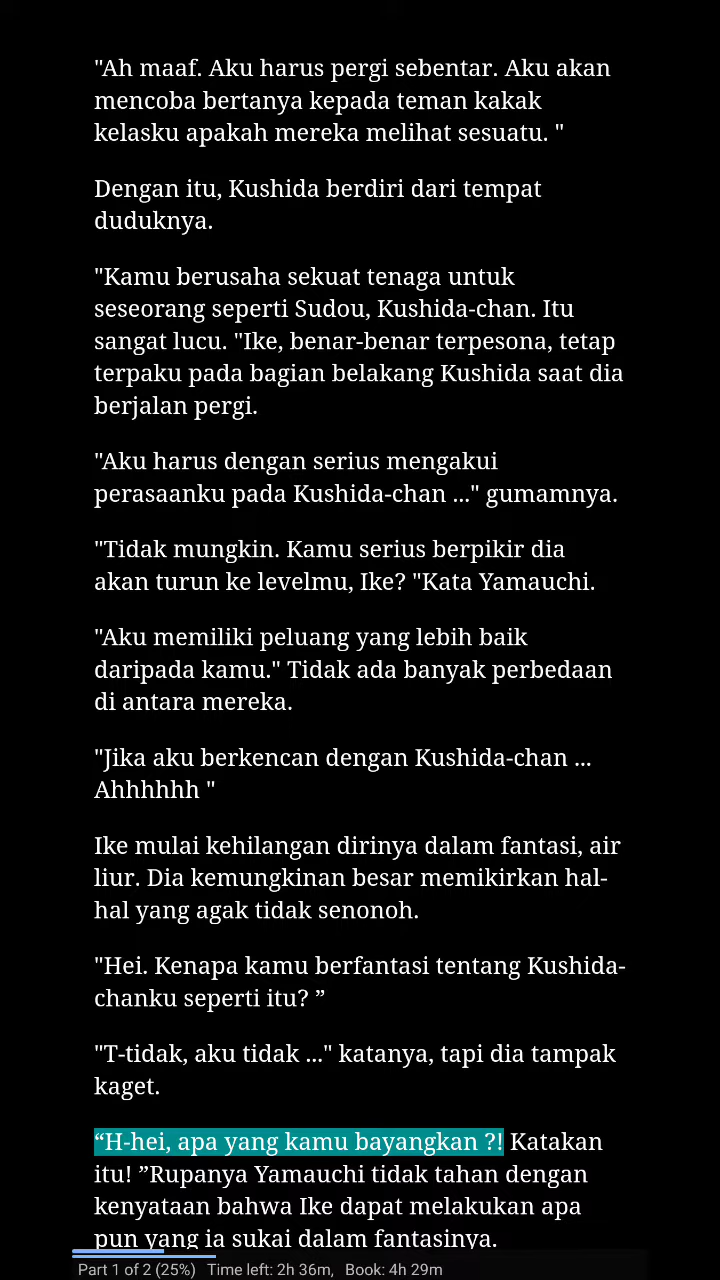 "Ah maaf. Aku harus pergi sebentar. Aku akan
mencoba bertanya kepada teman kakak
kelasku apakah mereka melihat sesuatu. "
Dengan itu, Kushida berdiri dari tempat
duduknya.
"Kamu berusaha sekuat tenaga untuk
seseorang seperti Sudou, Kushida-chan. Itu
sangat lucu. "Ike, benar-benar terpesona, tetap
terpaku pada bagian belakang Kushida saat dia
berjalan pergi.
"Aku harus dengan serius mengakui
perasaanku pada Kushida-chan ..." gumamnya.
"Tidak mungkin. Kamu serius berpikir dia
akan turun ke levelmu, Ike? "Kata Yamauchi.
"Aku memiliki peluang yang lebih baik
daripada kamu." Tidak ada banyak perbedaan
di antara mereka.
"Jika aku berkencan dengan Kushida-chan ...
Ahhhhhh "
Ike mulai kehilangan dirinya dalam fantasi, air
liur. Dia kemungkinan besar memikirkan hal-
hal yang agak tidak senonoh.
"Hei. Kenapa kamu berfantasi tentang Kushida-
chanku seperti itu? ”
"T-tidak, aku tidak ..." katanya, tapi dia tampak
kaget.
“H-hei, apa yang kamu bayangkan ?! Katakan
itu! ”Rupanya Yamauchi tidak tahan dengan
kenyataan bahwa Ike dapat melakukan apa
pun yang ia sukai dalam fantasinya.
Part 1 of 2 (25%) Time left: 2h 36m, Book: 4h 29m